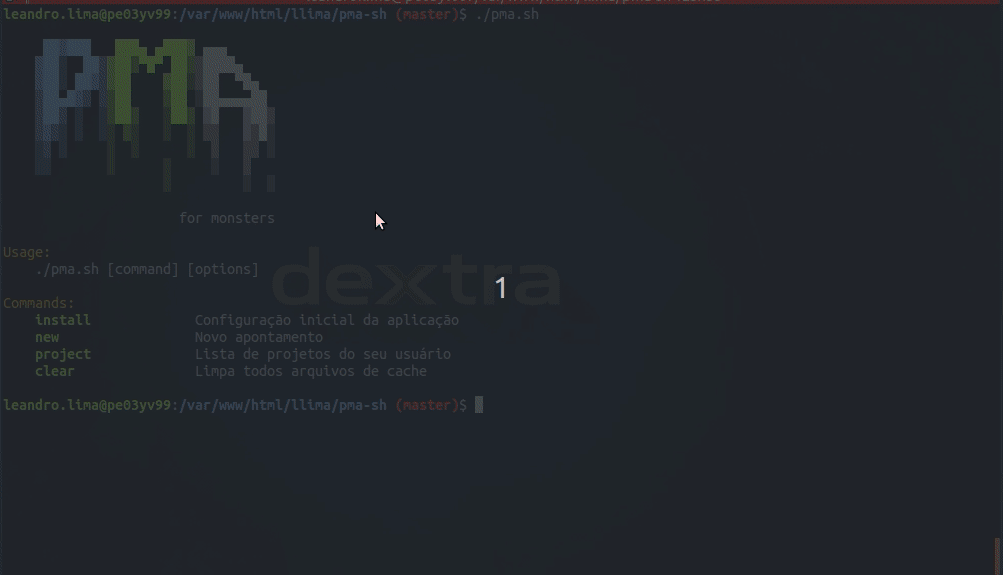 leandro.lima@pe03yv99:/var/www/html/llima/pma-sh (master)$ ./pma.sh
PMA
for monsters
Usage:
./pma.sh [command] [options]
dextra
1
Commands:
install Configuração inicial da aplicação
new Novo apontamento
project Lista de projetos do seu usuário
clear Limpa todos arquivos de cache
leandro.lima@pe03yv99:/var/www/html/llima/pma-sh (master)$